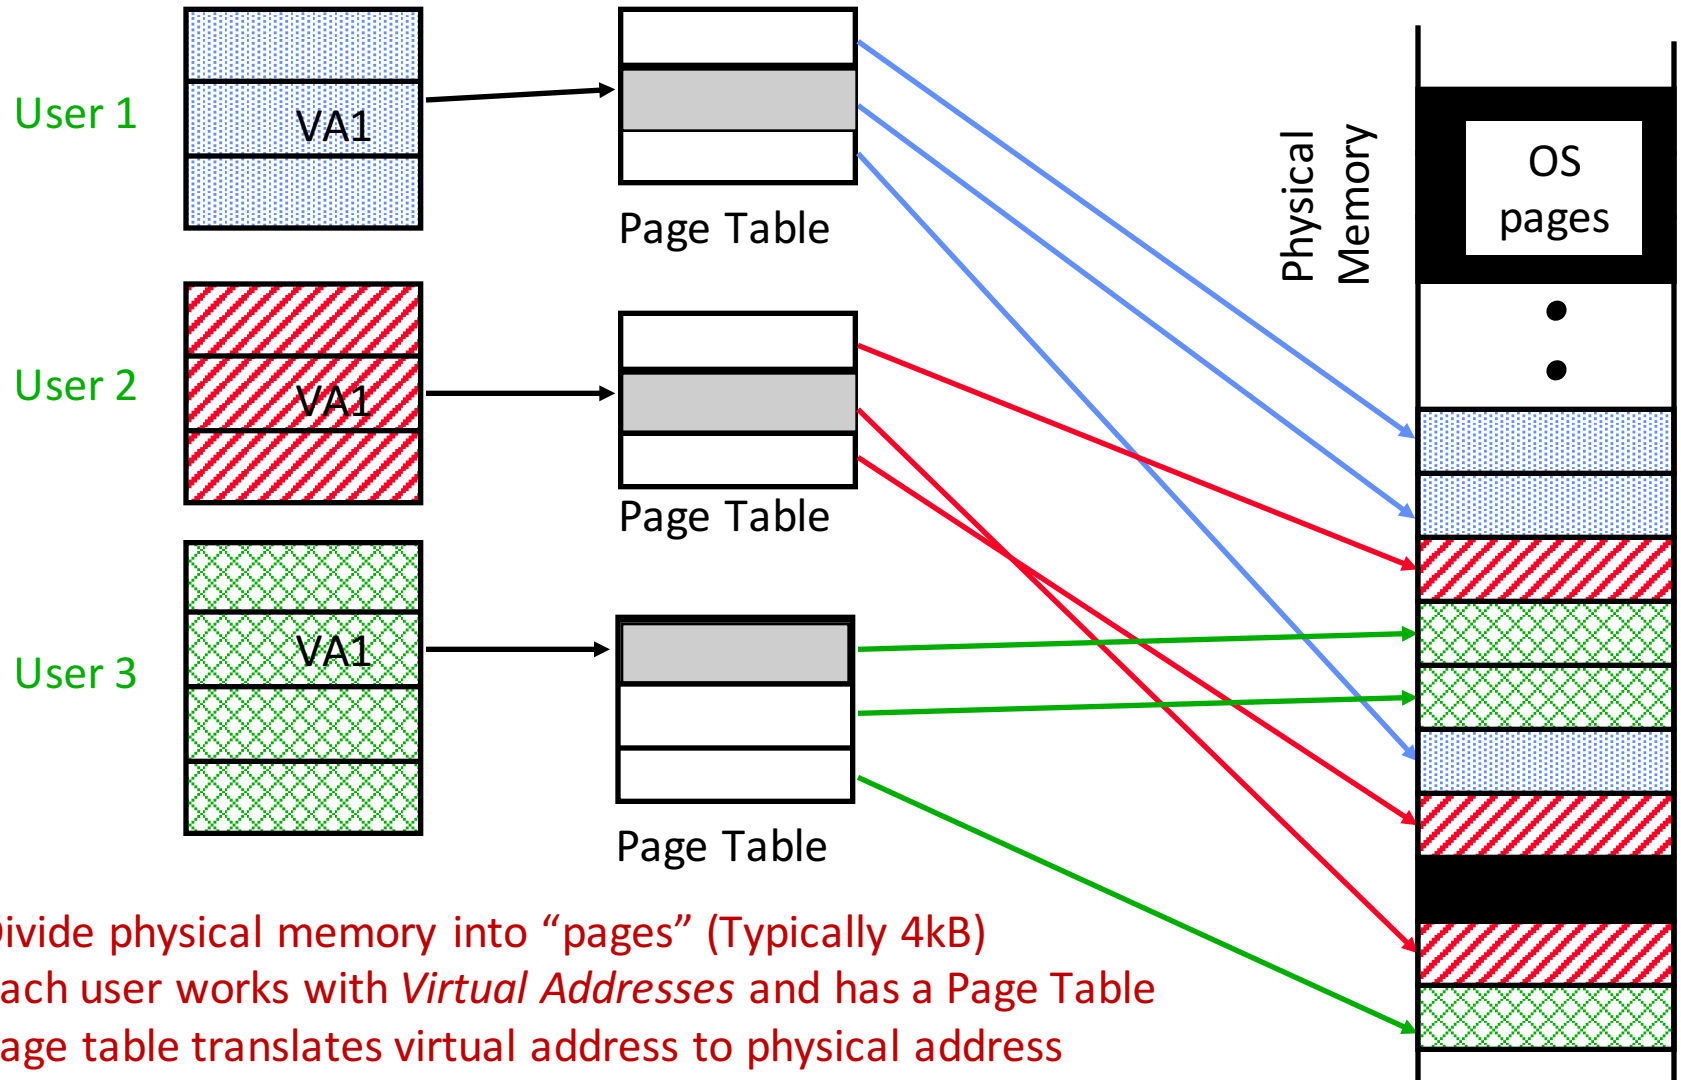 User 1
VA1
Page Table
User 2
VA1
Page Table
User 3
VA1
Page Table
Physical
Memory
OS
pages
ivide physical memory into “pages” (Typically 4kB)
ach user works with Virtual Addresses and has a Page Table
age table translates virtual address to physical address